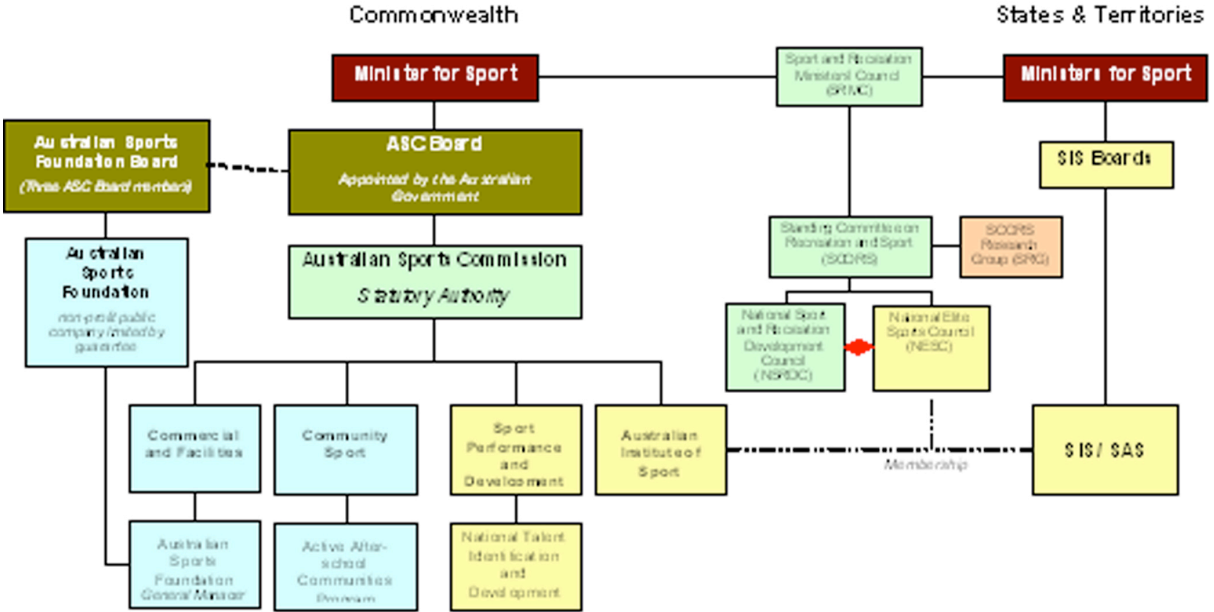 Commonwealth
States & Territories
Minister for Sport
Sport and Recreation
Ministerial Council
(SRMC)
Ministers for Sport
Australian Sports
Foundation Board
(Three ASC Board members)
ASC Board
Appointed by the Australian
Government
SIS Boards
Australian
Sports
Foundation
non-profit public
company limited by
guarantee
Australian Sports Commission
Statutory Authority
Standing Committee on
Recreation and Sport
(SCORS)
SCORS
Research
Group (SRG)
National Sport
and Recreation
Development
Council
(NSRDC)
National Elite
Sports Council
(NESC)
Commercial
and Facilities
Community
Sport
Sport
Performance
and
Development
Australian
Institute of
Sport
Membership
SIS/ SAS
Australian
Sports
Foundation
General Manager
Active After-
school
Communities
Program
National Talent
Identification
and
Development